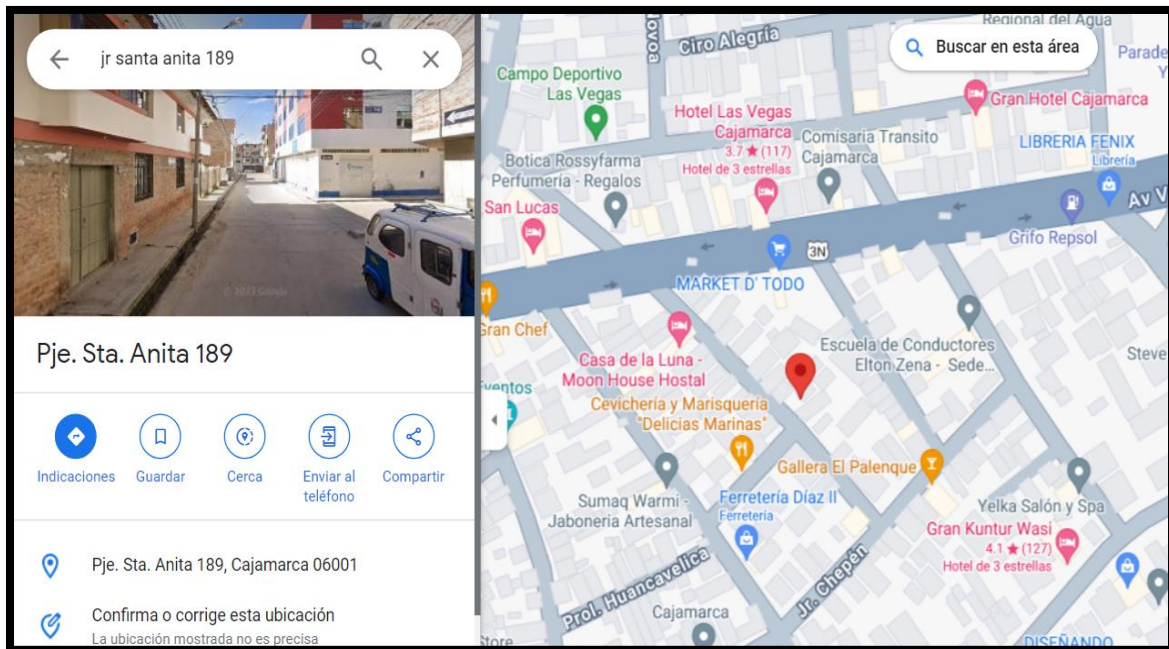 jr santa anita 189
© 2023 Google
Pje. Sta. Anita 189
Indicaciones
Guardar
Cerca
Enviar al
teléfono
Compartir
Pje. Sta. Anita 189, Cajamarca 06001
Confirma o corrige esta ubicación
La ubicación mostrada no es precisa
Regional del Agua
Ciro Alegría
Buscar en esta área
Campo Deportivo
Las Vegas
Gran Hotel Cajamarca
Hotel Las Vegas
Cajamarca
3.7 ★ (117)
Hotel de 3 estrellas
Comisaria Transito
Cajamarca
LIBRERIA FENIX
Librería
Botica Rossyfarma
Perfumería - Regalos
San Lucas
Av V
Grifo Repsol
3N
MARKET D' TODO
Gran Chef
Casa de la Luna -
Moon House Hostal
Escuela de Conductores
Elton Zena - Sede...
Steve
Cevichería y Marisquería
"Delicias Marinas"
Gallera El Palenque
Sumaq Warmi -
Jaboneria Artesanal
Ferretería Díaz II
Ferretería
Yelka Salón y Spa
Gran Kuntur Wasi
4.1 ★ (127)
Hotel de 3 estrellas
Prol. Huancavelica
Jr. Chepén
Cajamarca
DISEÑANDO